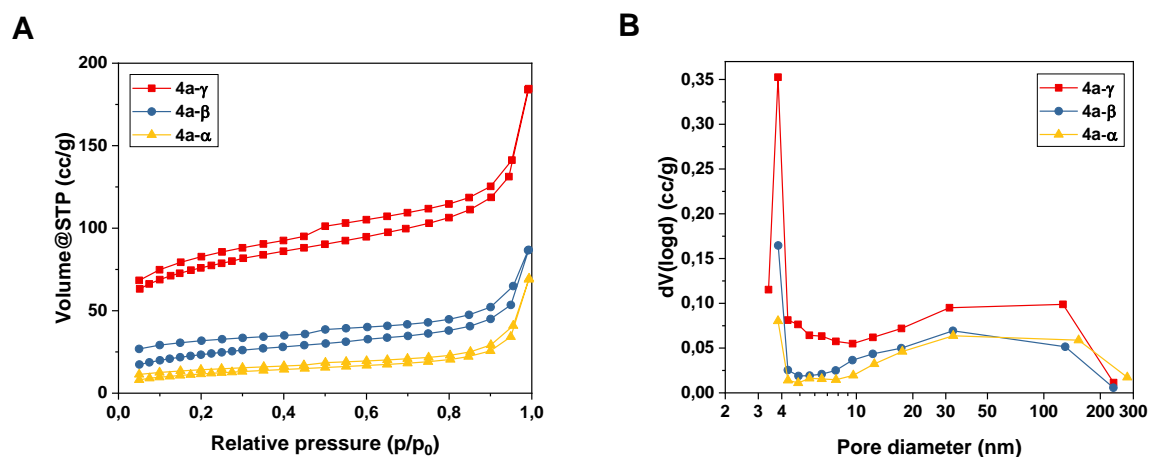 A
Volume@STP (cc/g)
200
150
100
50
0
4a-γ
4a-β
4a-α
0,0 0,2 0,4 0,6 0,8 1,0
Relative pressure (p/p0)
B
dV(logd) (cc/g)
0,35
0,30
0,25
0,20
0,15
0,10
0,05
0,00
4a-γ
4a-β
4a-α
2 3 4 10 30 50 100 200 300
Pore diameter (nm)